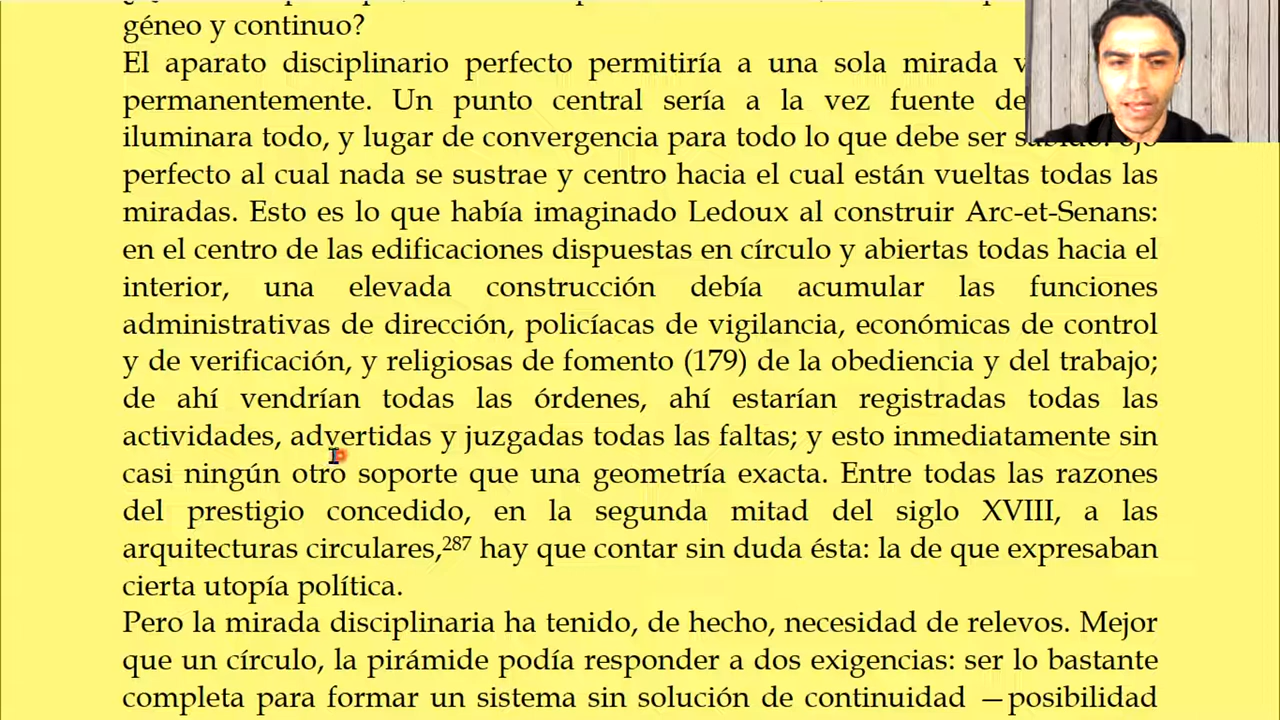 géneo y continuo?
El aparato disciplinario perfecto permitiría a una sola mirada
permanentemente. Un punto central sería a la vez fuente de
iluminara todo, y lugar de convergencia para todo lo que debe ser
perfecto al cual nada se sustrae y centro hacia el cual están vueltas todas las
miradas. Esto es lo que había imaginado Ledoux al construir Arc-et-Senans:
en el centro de las edificaciones dispuestas en círculo y abiertas todas hacia el
interior, una elevada construcción debía acumular las funciones
administrativas de dirección, policíacas de vigilancia, económicas de control
y de verificación, y religiosas de fomento (179) de la obediencia y del trabajo;
de ahí vendrían todas las órdenes, ahí estarían registradas todas las
actividades, advertidas y juzgadas todas las faltas; y esto inmediatamente sin
casi ningún otro soporte que una geometría exacta. Entre todas las razones
del prestigio concedido, en la segunda mitad del siglo XVIII, a las
arquitecturas circulares,²⁸⁷ hay que contar sin duda ésta: la de que expresaban
cierta utopía política.
Pero la mirada disciplinaria ha tenido, de hecho, necesidad de relevos. Mejor
que un círculo, la pirámide podía responder a dos exigencias: ser lo bastante
completa para formar un sistema sin solución de continuidad —posibilidad